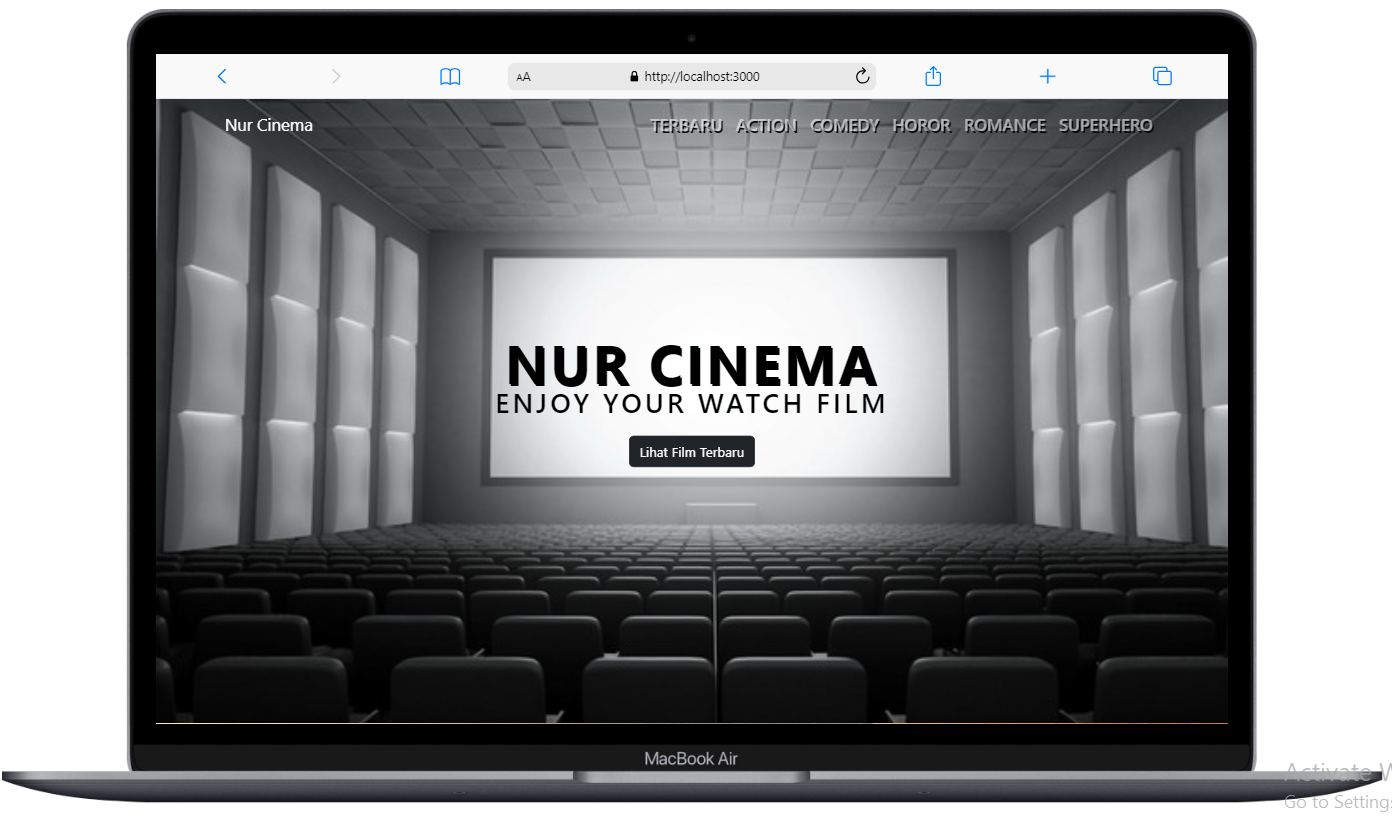 AA http://localhost:3000
Nur Cinema TERBARU ACTION COMEDY HOROR ROMANCE SUPERHERO
NUR CINEMA
ENJOY YOUR WATCH FILM
Lihat Film Terbaru
MacBook Air
Activate W
Go to Settings